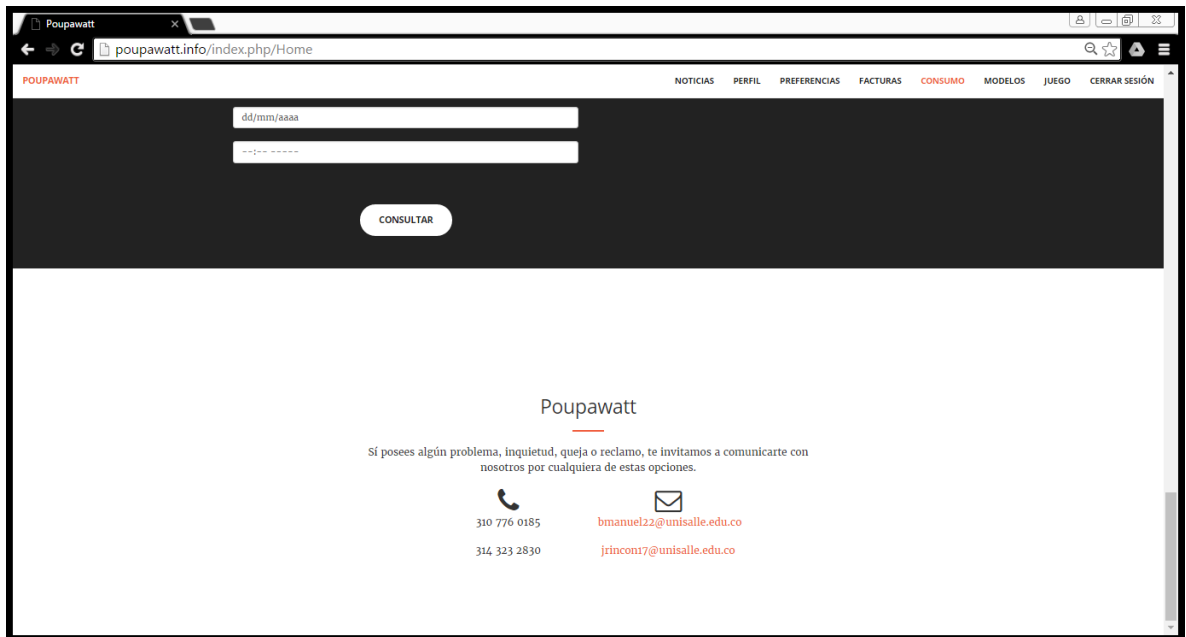 Poupawatt
poupawatt.info/index.php/Home
POUPAWATT NOTICIAS PERFIL PREFERENCIAS FACTURAS CONSUMO MODELOS JUEGO CERRAR SESIÓN
dd/mm/aaaa
--:-- -----
CONSULTAR
Poupawatt
Sí posees algún problema, inquietud, queja o reclamo, te invitamos a comunicarte con
nosotros por cualquiera de estas opciones.
310 776 0185 bmanuel22@unisalle.edu.co
314 323 2830 jrincon17@unisalle.edu.co